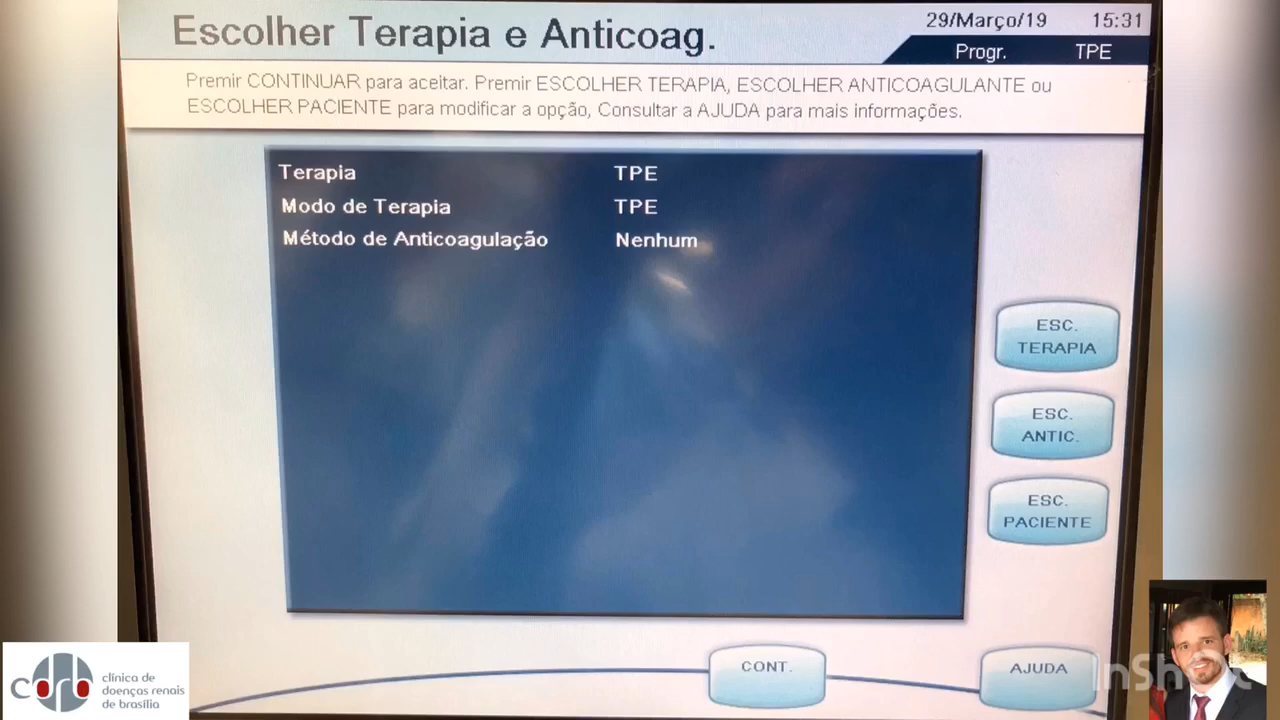 Escolher Terapia e Anticoag.
29/Março/19 15:31
Progr. TPE
Premir CONTINUAR para aceitar. Premir ESCOLHER TERAPIA, ESCOLHER ANTICOAGULANTE ou
ESCOLHER PACIENTE para modificar a opção, Consultar a AJUDA para mais informações.
Terapia TPE
Modo de Terapia TPE
Método de Anticoagulação Nenhum
ESC.
TERAPIA
ESC.
ANTIC.
ESC.
PACIENTE
CONT.
AJUDA
InShOt
cdrb
clínica de
doenças renais
de brasília